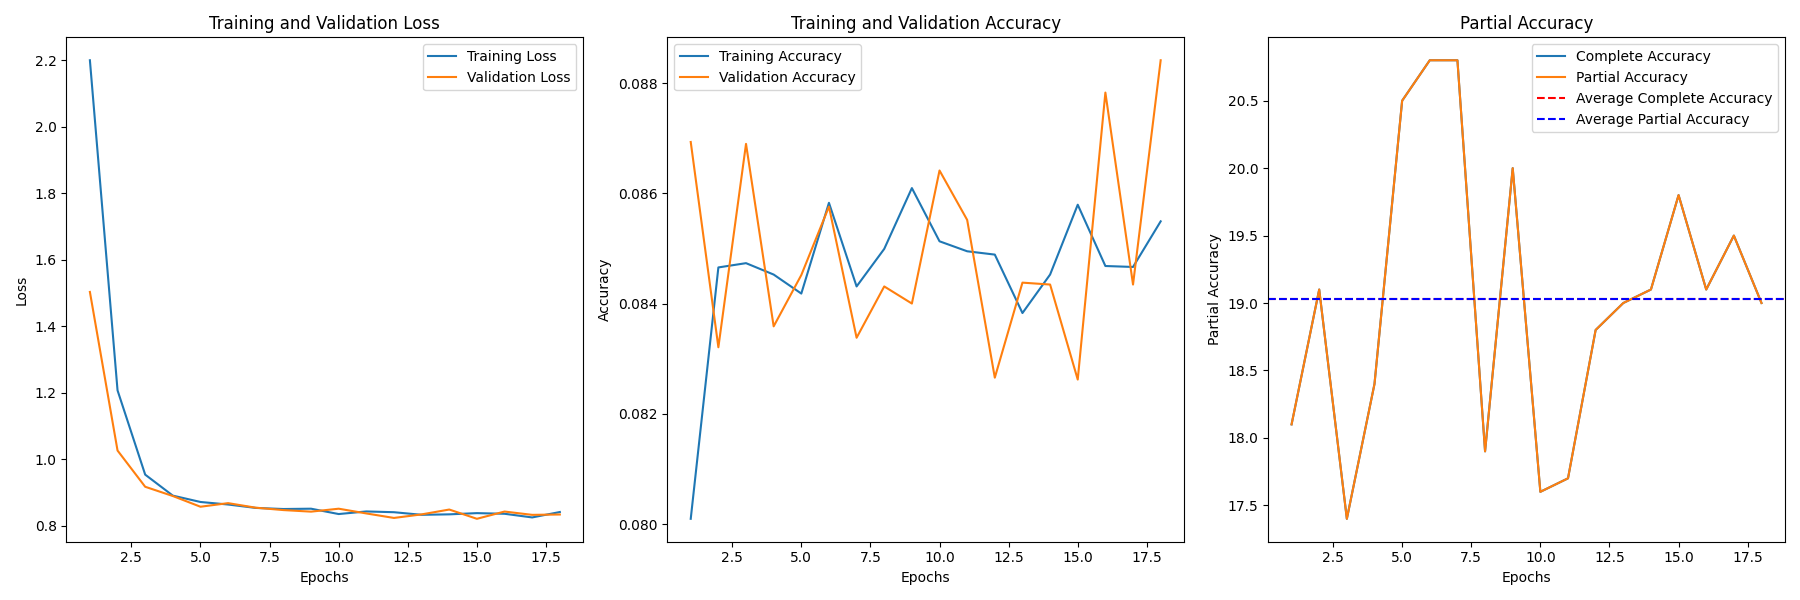 Training and Validation Loss
Training Loss
Validation Loss
2.2
2.0
1.8
1.6
1.4
1.2
1.0
0.8
Loss
2.5 5.0 7.5 10.0 12.5 15.0 17.5
Epochs
Training and Validation Accuracy
Training Accuracy
Validation Accuracy
0.088
0.086
0.084
0.082
0.080
Accuracy
2.5 5.0 7.5 10.0 12.5 15.0 17.5
Epochs
Partial Accuracy
Complete Accuracy
Partial Accuracy
Average Complete Accuracy
Average Partial Accuracy
20.5
20.0
19.5
19.0
18.5
18.0
17.5
Partial Accuracy
2.5 5.0 7.5 10.0 12.5 15.0 17.5
Epochs